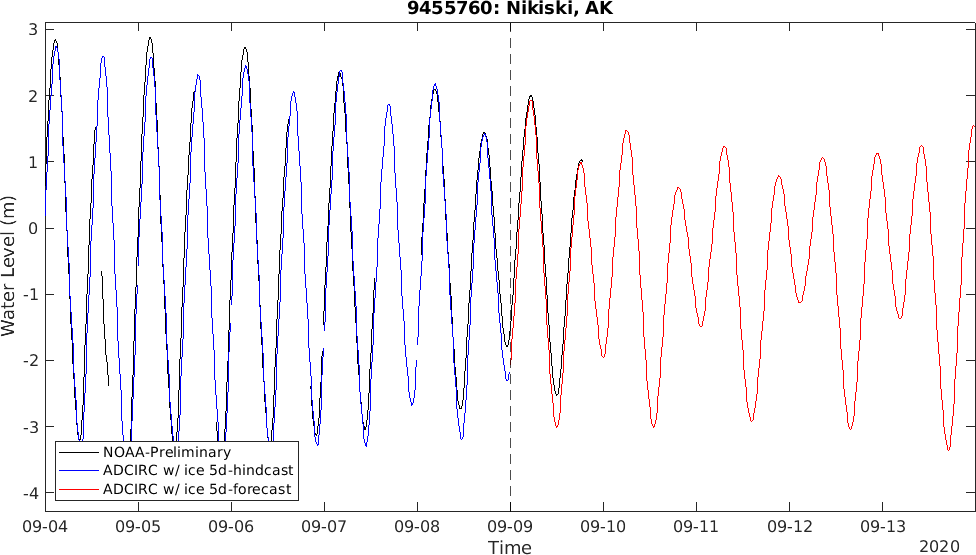 9455760: Nikiski, AK
3
2
1
0
-1
-2
-3
-4
Water Level (m)
NOAA-Preliminary
ADCIRC w/ ice 5d-hindcast
ADCIRC w/ ice 5d-forecast
09-04 09-05 09-06 09-07 09-08 09-09 09-10 09-11 09-12 09-13
Time
2020